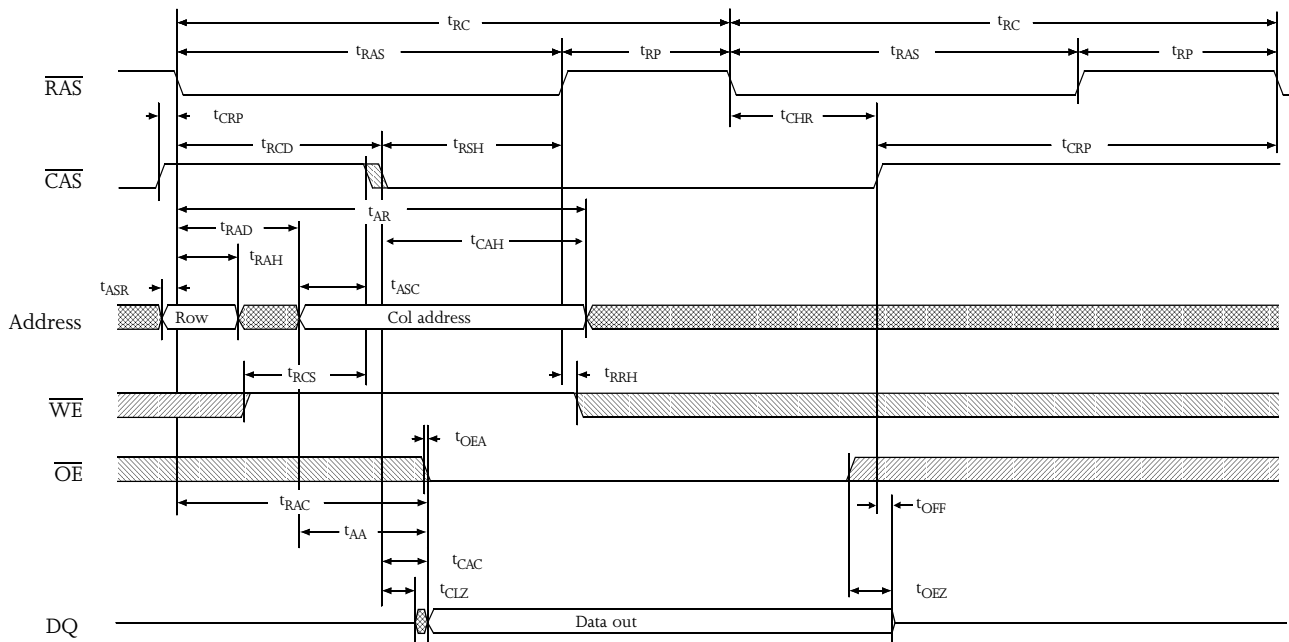 tRC tRC
tRAS tRP tRAS tRP
RAS
tCRP tCHR
tRCD tRSH tCRP
CAS
tAR
tRAD tCAH
tRAH
tASR tASC
Address Row Col address
tRCS tRRH
WE
tOEA
OE
tRAC tOFF
tAA
tCAC
tCLZ tOEZ
DQ Data out